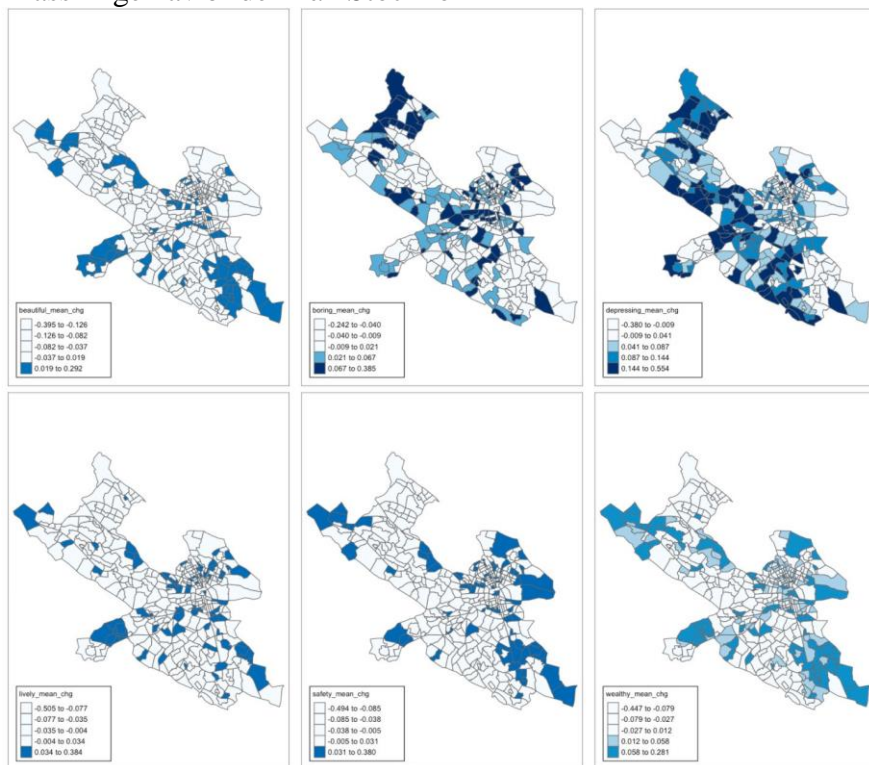 beautiful_mean_chg
-0.395 to -0.126
-0.126 to -0.082
-0.082 to -0.037
-0.037 to 0.019
0.019 to 0.292
boring_mean_chg
-0.242 to -0.040
-0.040 to -0.009
-0.009 to 0.021
0.021 to 0.067
0.067 to 0.385
depressing_mean_chg
-0.380 to -0.009
-0.009 to 0.041
0.041 to 0.087
0.087 to 0.144
0.144 to 0.554
lively_mean_chg
-0.505 to -0.077
-0.077 to -0.035
-0.035 to -0.004
-0.004 to 0.034
0.034 to 0.384
safety_mean_chg
-0.494 to -0.085
-0.085 to -0.038
-0.038 to -0.005
-0.005 to 0.031
0.031 to 0.380
wealthy_mean_chg
-0.447 to -0.079
-0.079 to -0.027
-0.027 to 0.012
0.012 to 0.058
0.058 to 0.281